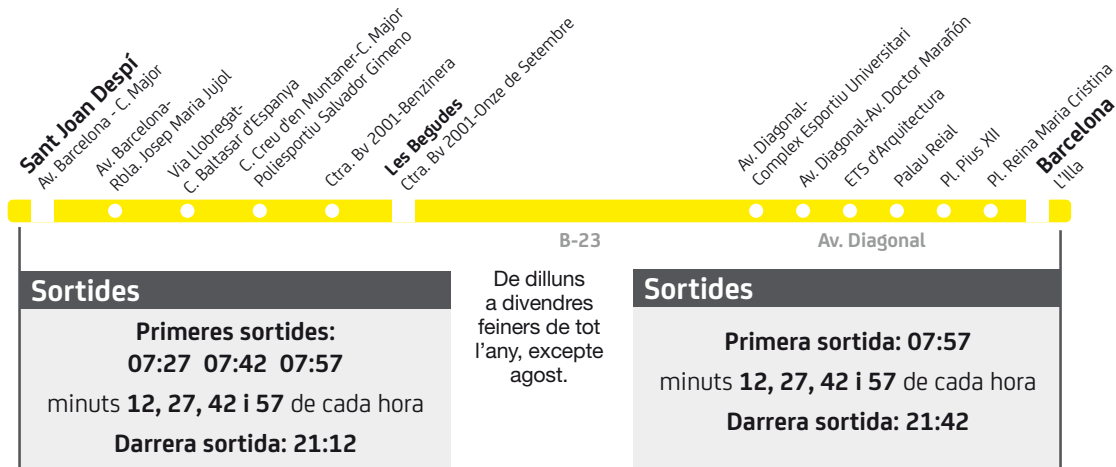 Sant Joan Despí
Av. Barcelona - C. Major
Av. Barcelona-
Rbla. Josep Maria Jujol
Via Llobregat-
C. Baltasar d'Espanya
C. Creu d'en Muntaner-C. Major
Poliesportiu Salvador Gimeno
Ctra. Bv 2001-Benzinera
Les Begudes
Ctra. Bv 2001-Onze de Setembre
Av. Diagonal-
Complex Esportiu Universitari
Av. Diagonal-Av. Doctor Marañón
ETS d'Arquitectura
Palau Reial
Pl. Pius XII
Pl. Reina Maria Cristina
Barcelona
L'Illa
B-23
Av. Diagonal
Sortides
Primeres sortides:
07:27 07:42 07:57
minuts 12, 27, 42 i 57 de cada hora
Darrera sortida: 21:12
De dilluns
a divendres
feiners de tot
l'any, excepte
agost.
Sortides
Primera sortida: 07:57
minuts 12, 27, 42 i 57 de cada hora
Darrera sortida: 21:42